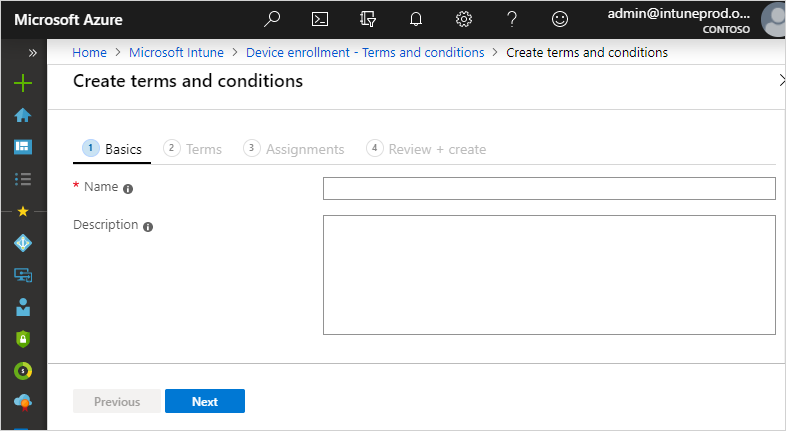 Microsoft Azure
admin@intuneprod.o...
CONTOSO
Home > Microsoft Intune > Device enrollment - Terms and conditions > Create terms and conditions
Create terms and conditions
1 Basics 2 Terms 3 Assignments 4 Review + create
* Name
Description
Previous Next